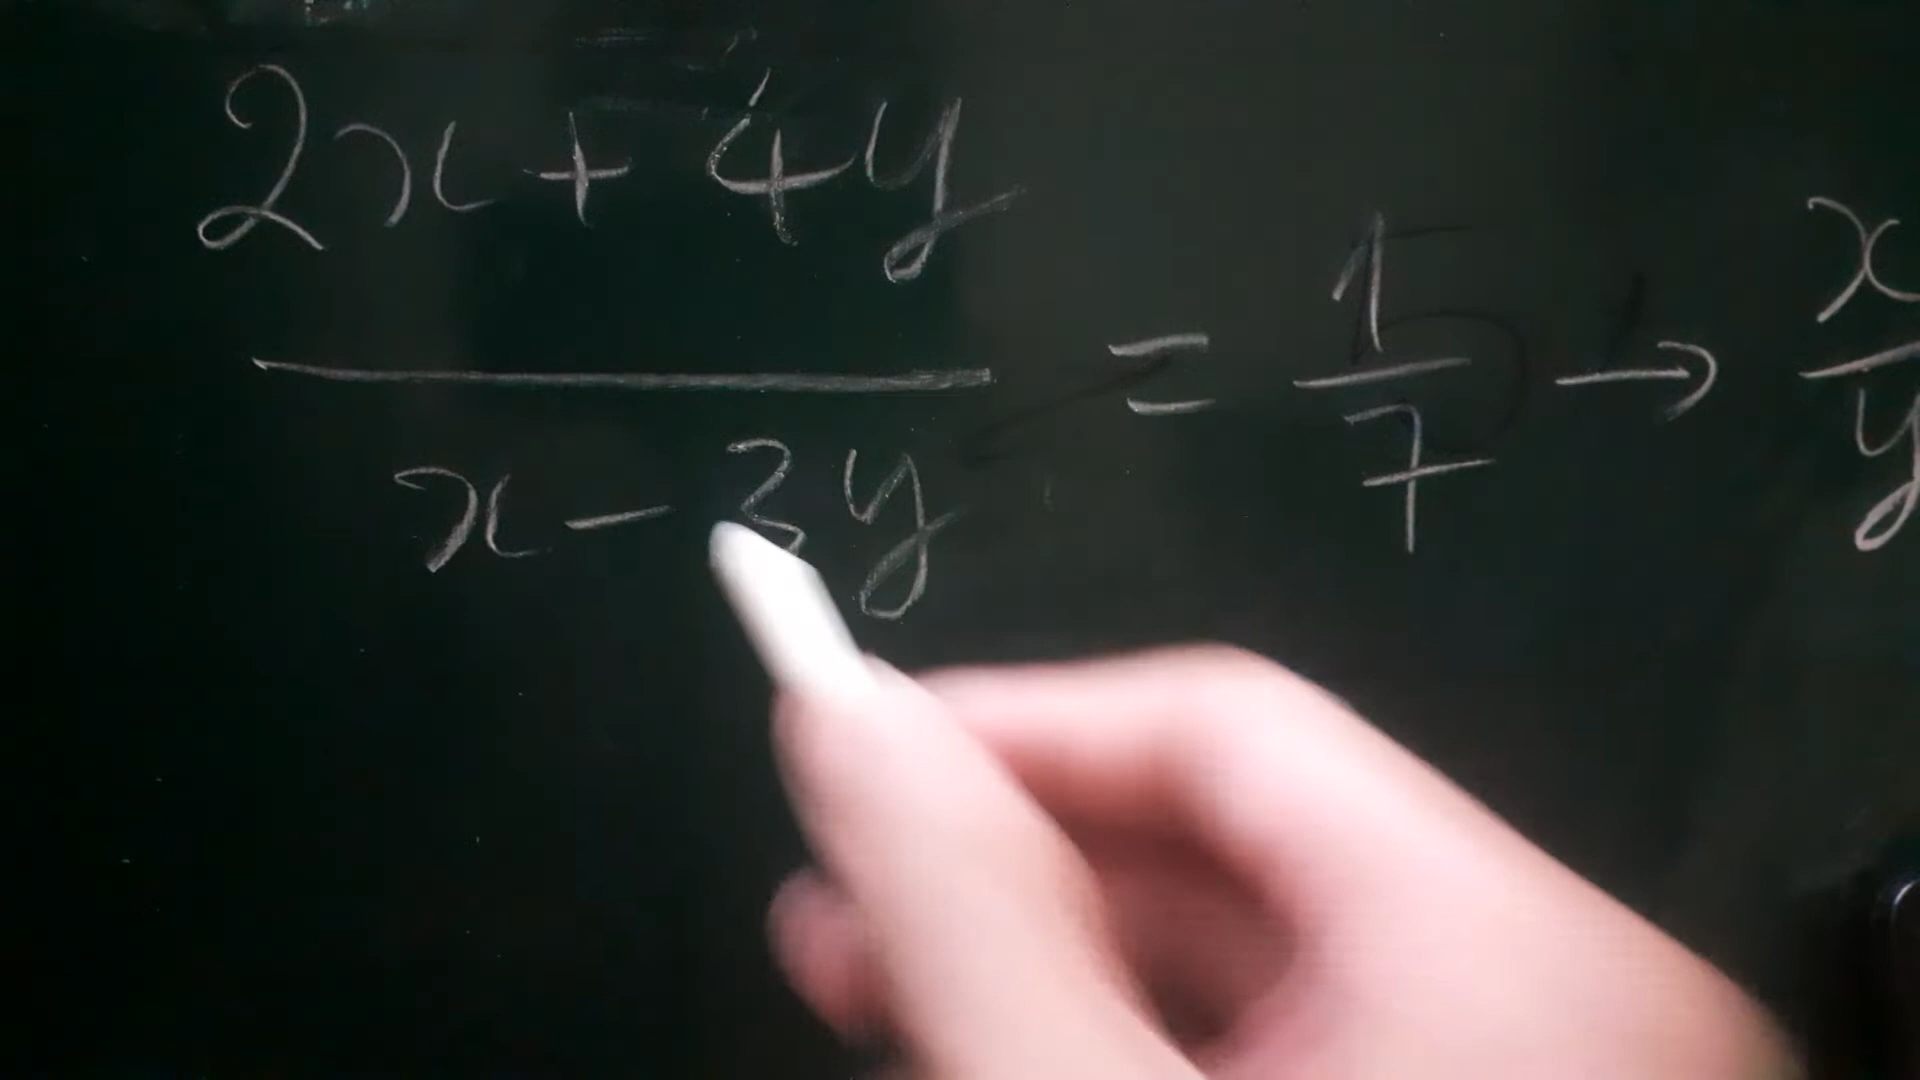 2x + 4y
———— = 1/7 → x/y
x - 3y